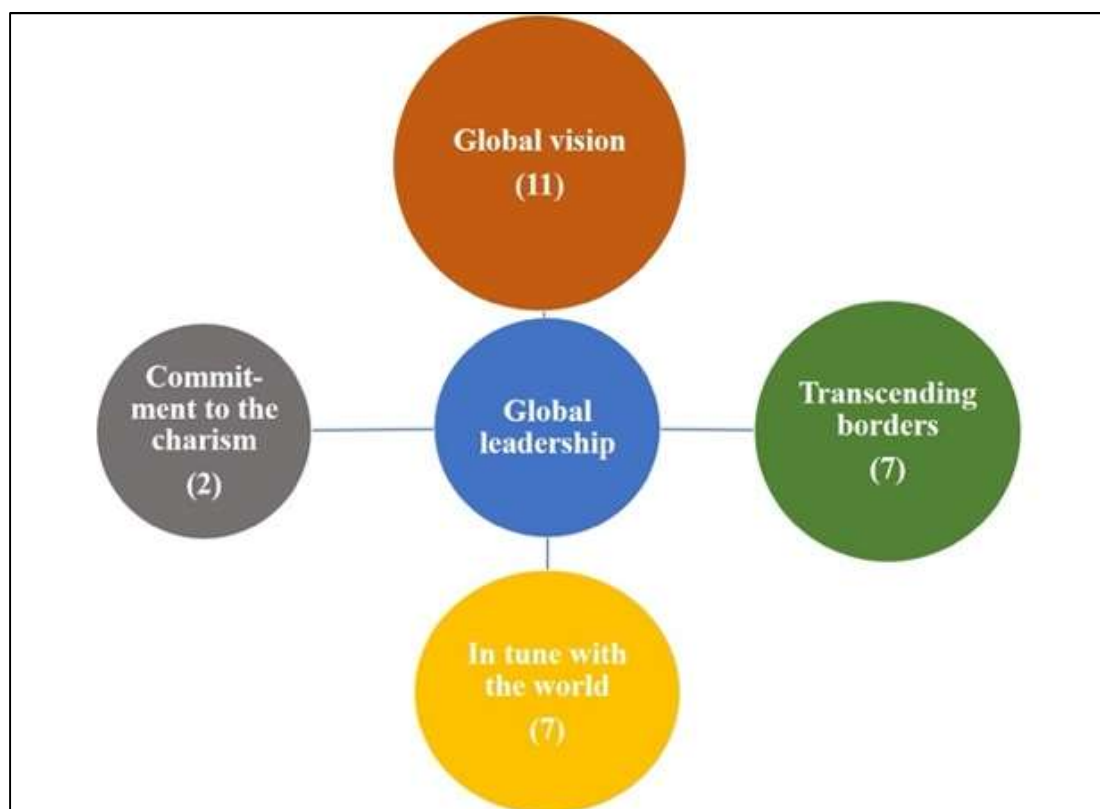 Global vision
(11)
Commit-
ment to the
charism
(2)
Global
leadership
Transcending
borders
(7)
In tune with
the world
(7)